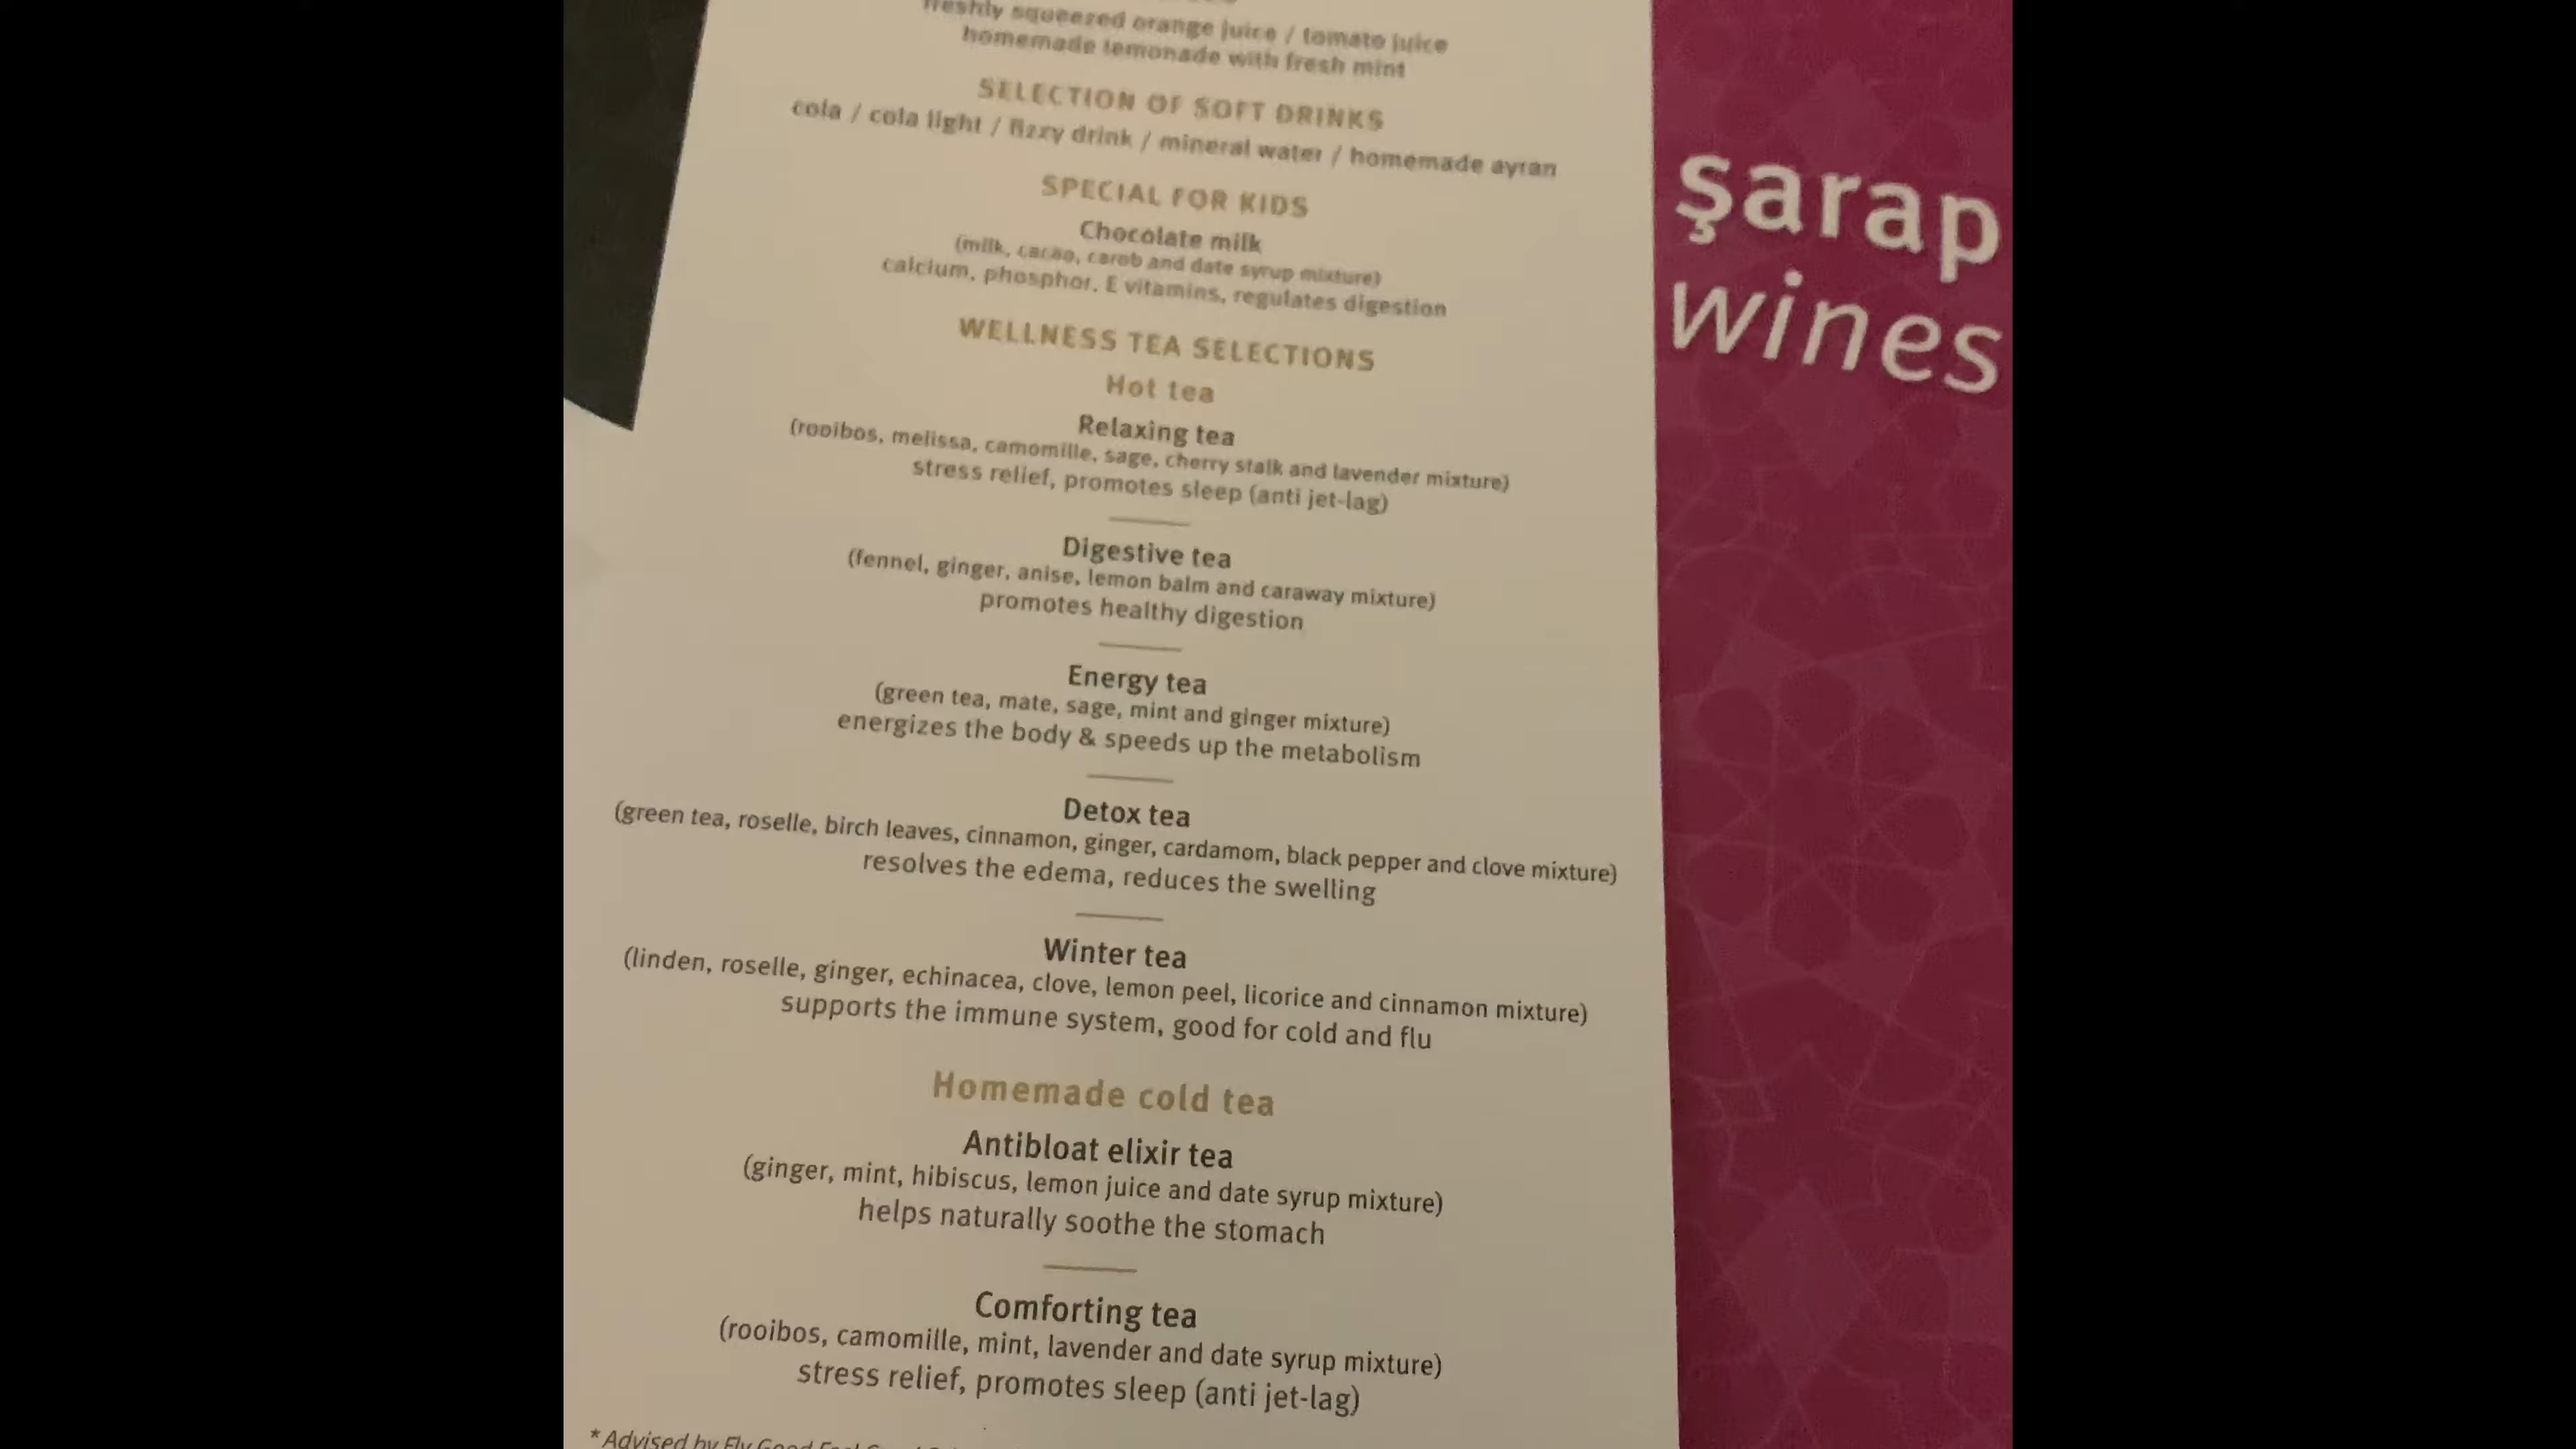 freshly squeezed orange juice / tomato juice
homemade lemonade with fresh mint
SELECTION OF SOFT DRINKS
cola / cola light / fizzy drink / mineral water / homemade ayran
SPECIAL FOR KIDS
Chocolate milk
(milk, cacao, carob and date syrup mixture)
calcium, phosphor, E vitamins, regulates digestion
WELLNESS TEA SELECTIONS
Hot tea
Relaxing tea
(rooibos, melissa, camomille, sage, cherry stalk and lavender mixture)
stress relief, promotes sleep (anti jet-lag)
Digestive tea
(fennel, ginger, anise, lemon balm and caraway mixture)
promotes healthy digestion
Energy tea
(green tea, mate, sage, mint and ginger mixture)
energizes the body & speeds up the metabolism
Detox tea
(green tea, roselle, birch leaves, cinnamon, ginger, cardamom, black pepper and clove mixture)
resolves the edema, reduces the swelling
Winter tea
(linden, roselle, ginger, echinacea, clove, lemon peel, licorice and cinnamon mixture)
supports the immune system, good for cold and flu
Homemade cold tea
Antibloat elixir tea
(ginger, mint, hibiscus, lemon juice and date syrup mixture)
helps naturally soothe the stomach
Comforting tea
(rooibos, camomille, mint, lavender and date syrup mixture)
stress relief, promotes sleep (anti jet-lag)
*Advised by Fly Good Feel
şarap
wines